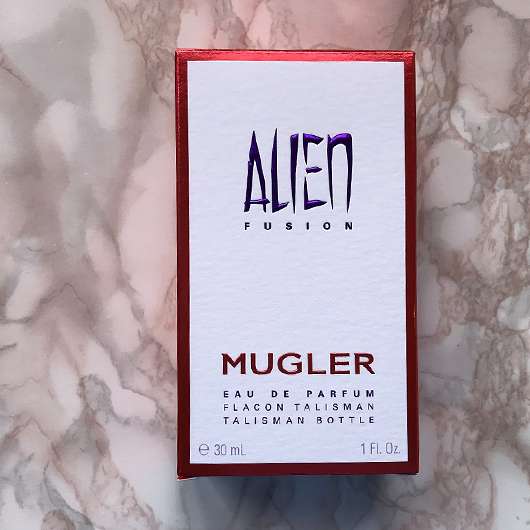 ALIEN
FUSION
MUGLER
EAU DE PARFUM
FLACON TALISMAN
TALISMAN BOTTLE
℮ 30 mL 1 Fl. Oz.